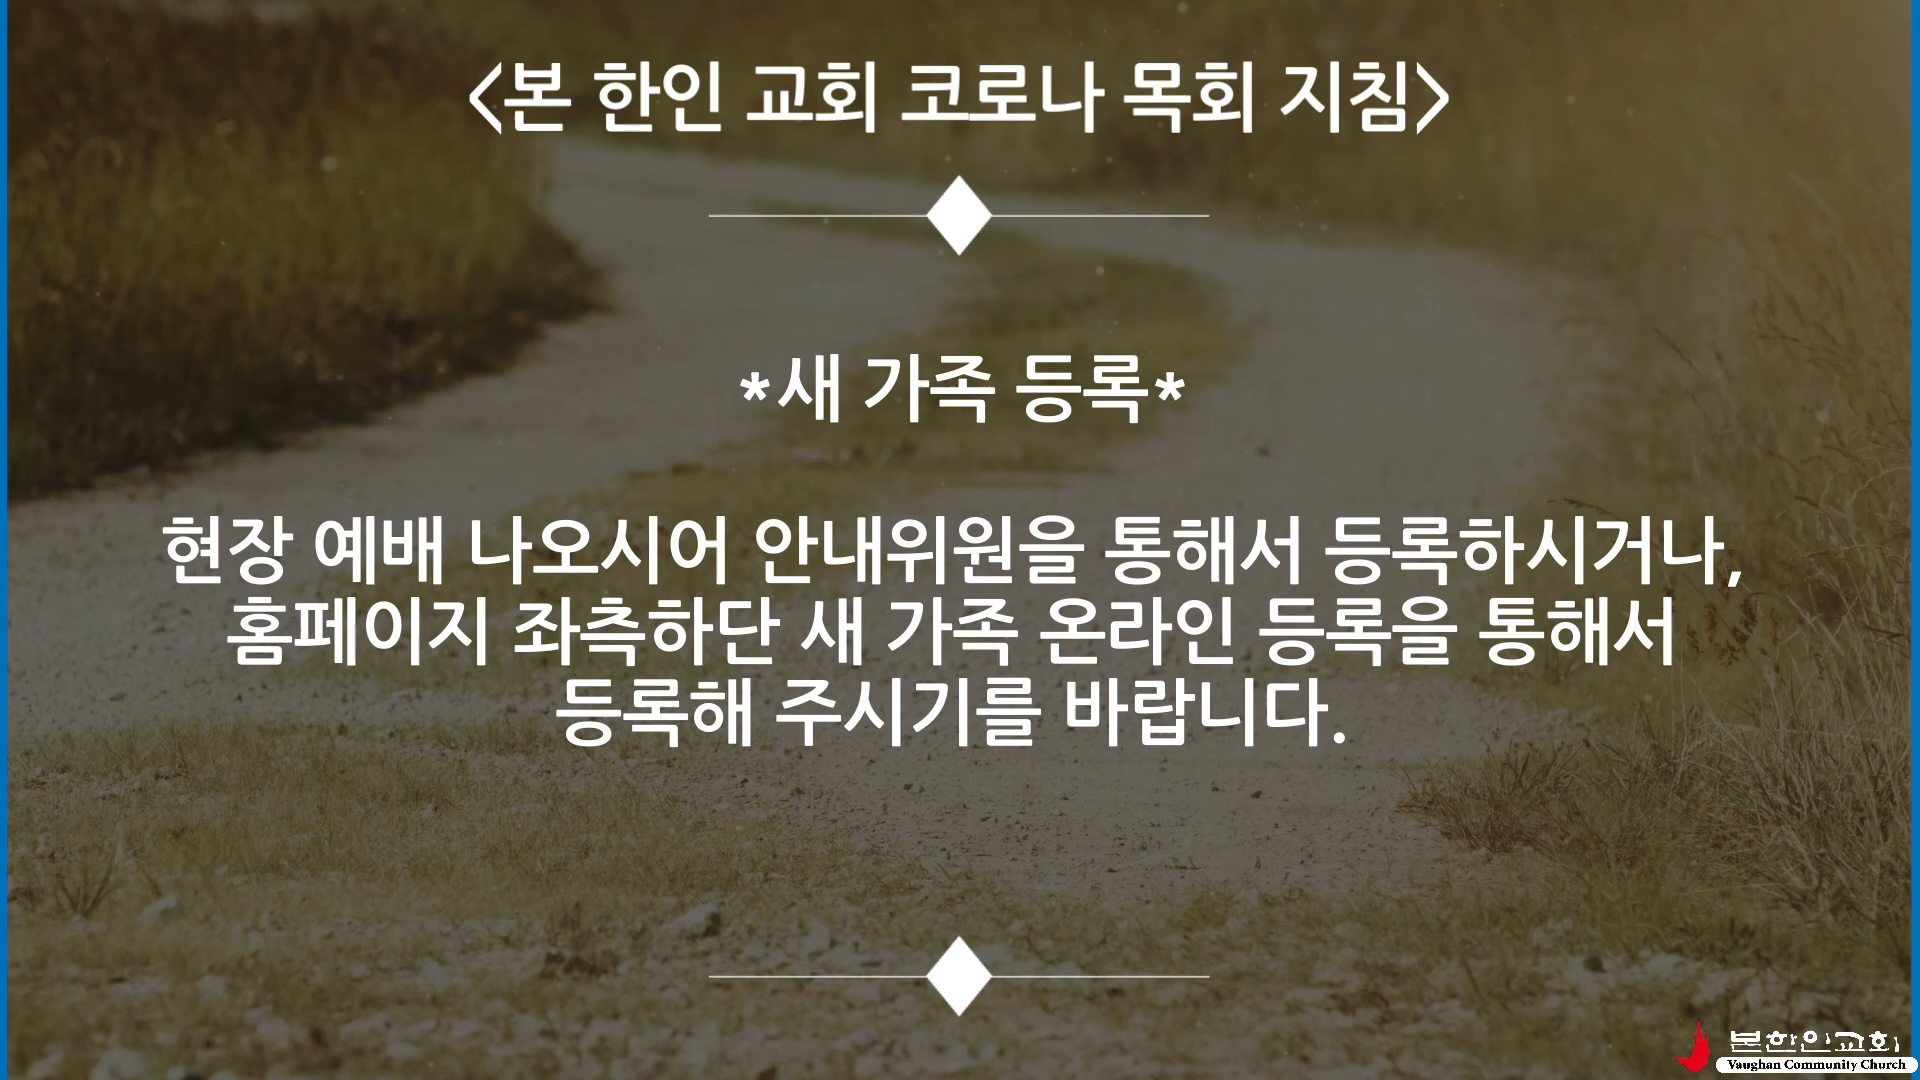 <본 한인 교회 코로나 목회 지침>
*새 가족 등록*
현장 예배 나오시어 안내위원을 통해서 등록하시거나,
홈페이지 좌측하단 새 가족 온라인 등록을 통해서
등록해 주시기를 바랍니다.
본한인교회
Vaughan Community Church